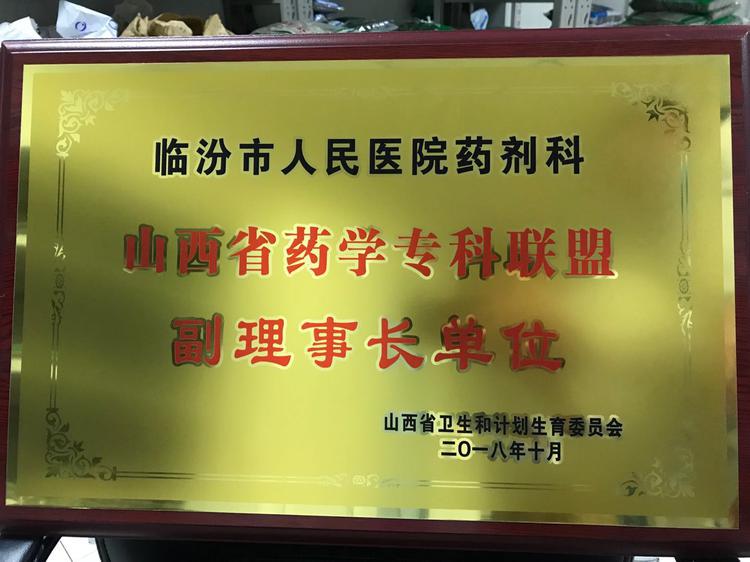 临汾市人民医院药剂科
山西省药学专科联盟
副理事长单位
山西省卫生和计划生育委员会
二〇一八年十月